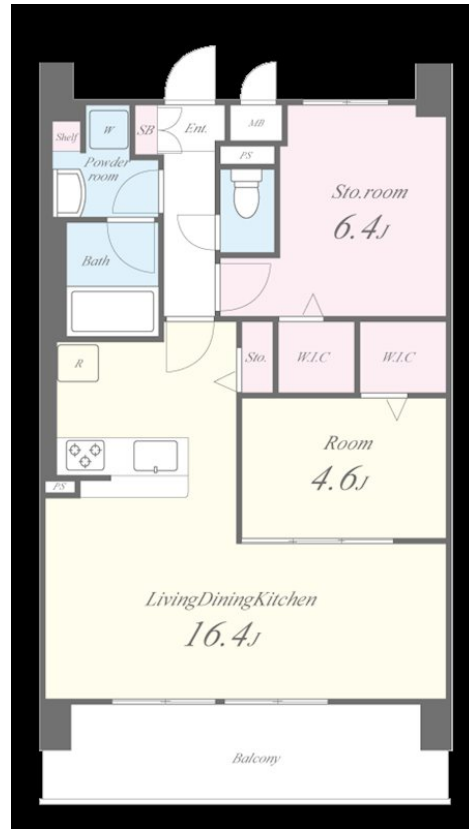 SB
Ent.
MB
Shelf
W
Powder
room
PS
Sto.room
6.4J
Bath
R
Sto.
W.I.C
W.I.C
Room
4.6J
PS
LivingDiningKitchen
16.4J
Balcony